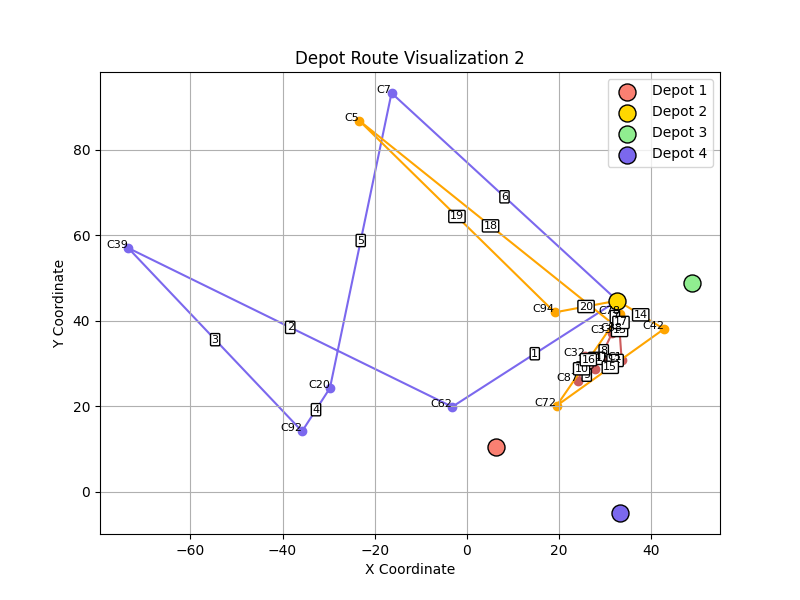 Depot Route Visualization 2
Depot 1
Depot 2
Depot 3
Depot 4
Y Coordinate
80
60
40
20
0
−60
−40
−20
0
20
40
X Coordinate
C7
C5
C39
C94
C42
C32
C87
C72
C20
C62
C92
1
2
3
4
5
6
8
10
14
15
16
17
18
19
20